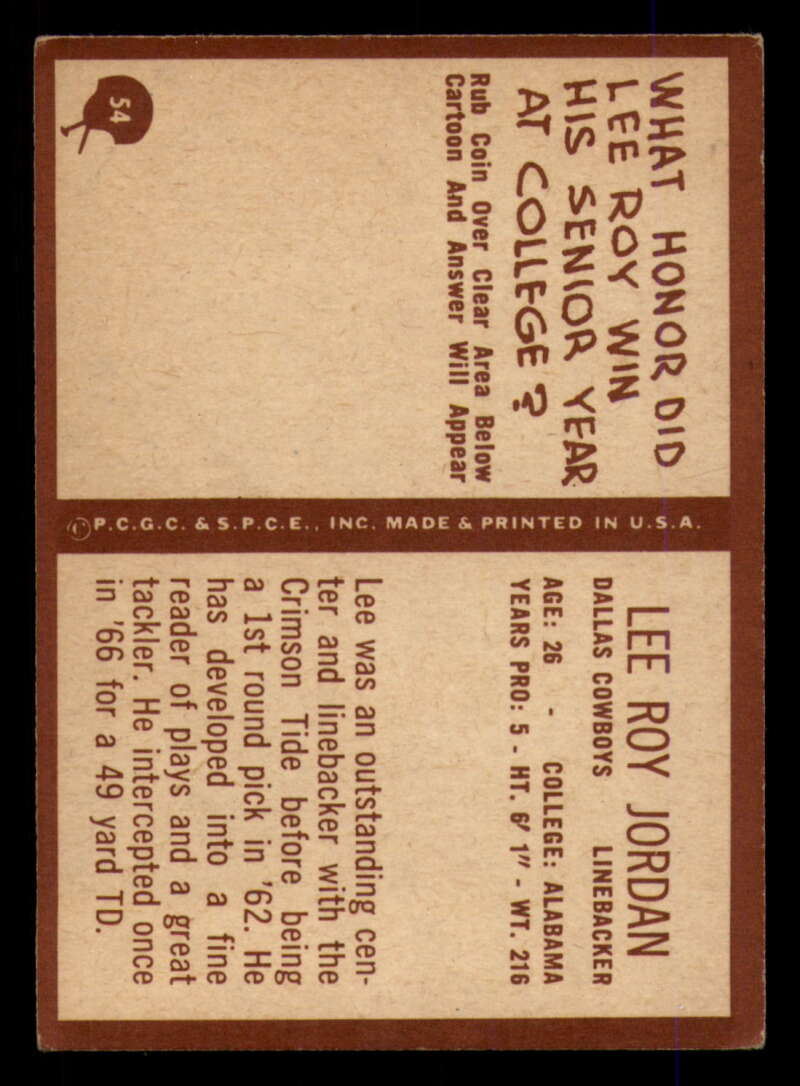 54
WHAT HONOR DID
LEE ROY WIN
HIS SENIOR YEAR
AT COLLEGE?
Rub Coin Over Clear Area Below
Cartoon And Answer Will Appear
©P.C.G.C. & S.P.C.E., INC. MADE & PRINTED IN U.S.A.
LEE ROY JORDAN
DALLAS COWBOYS LINEBACKER
AGE: 26 - COLLEGE: ALABAMA
YEARS PRO: 5 - HT. 6' 1" - WT. 216
Lee was an outstanding cen-
ter and linebacker with the
Crimson Tide before being
a 1st round pick in '62. He
has developed into a fine
reader of plays and a great
tackler. He intercepted once
in '66 for a 49 yard TD.